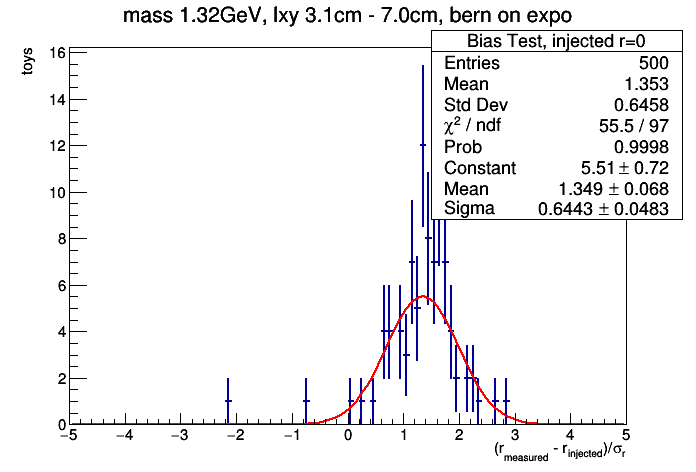 mass 1.32GeV, lxy 3.1cm - 7.0cm, bern on expo
toys
Bias Test, injected r=0
Entries 500
Mean 1.353
Std Dev 0.6458
χ² / ndf 55.5 / 97
Prob 0.9998
Constant 5.51 ± 0.72
Mean 1.349 ± 0.068
Sigma 0.6443 ± 0.0483
16
14
12
10
8
6
4
2
0
−5 −4 −3 −2 −1 0 1 2 3 4 5
(r_measured - r_injected)/σ_r